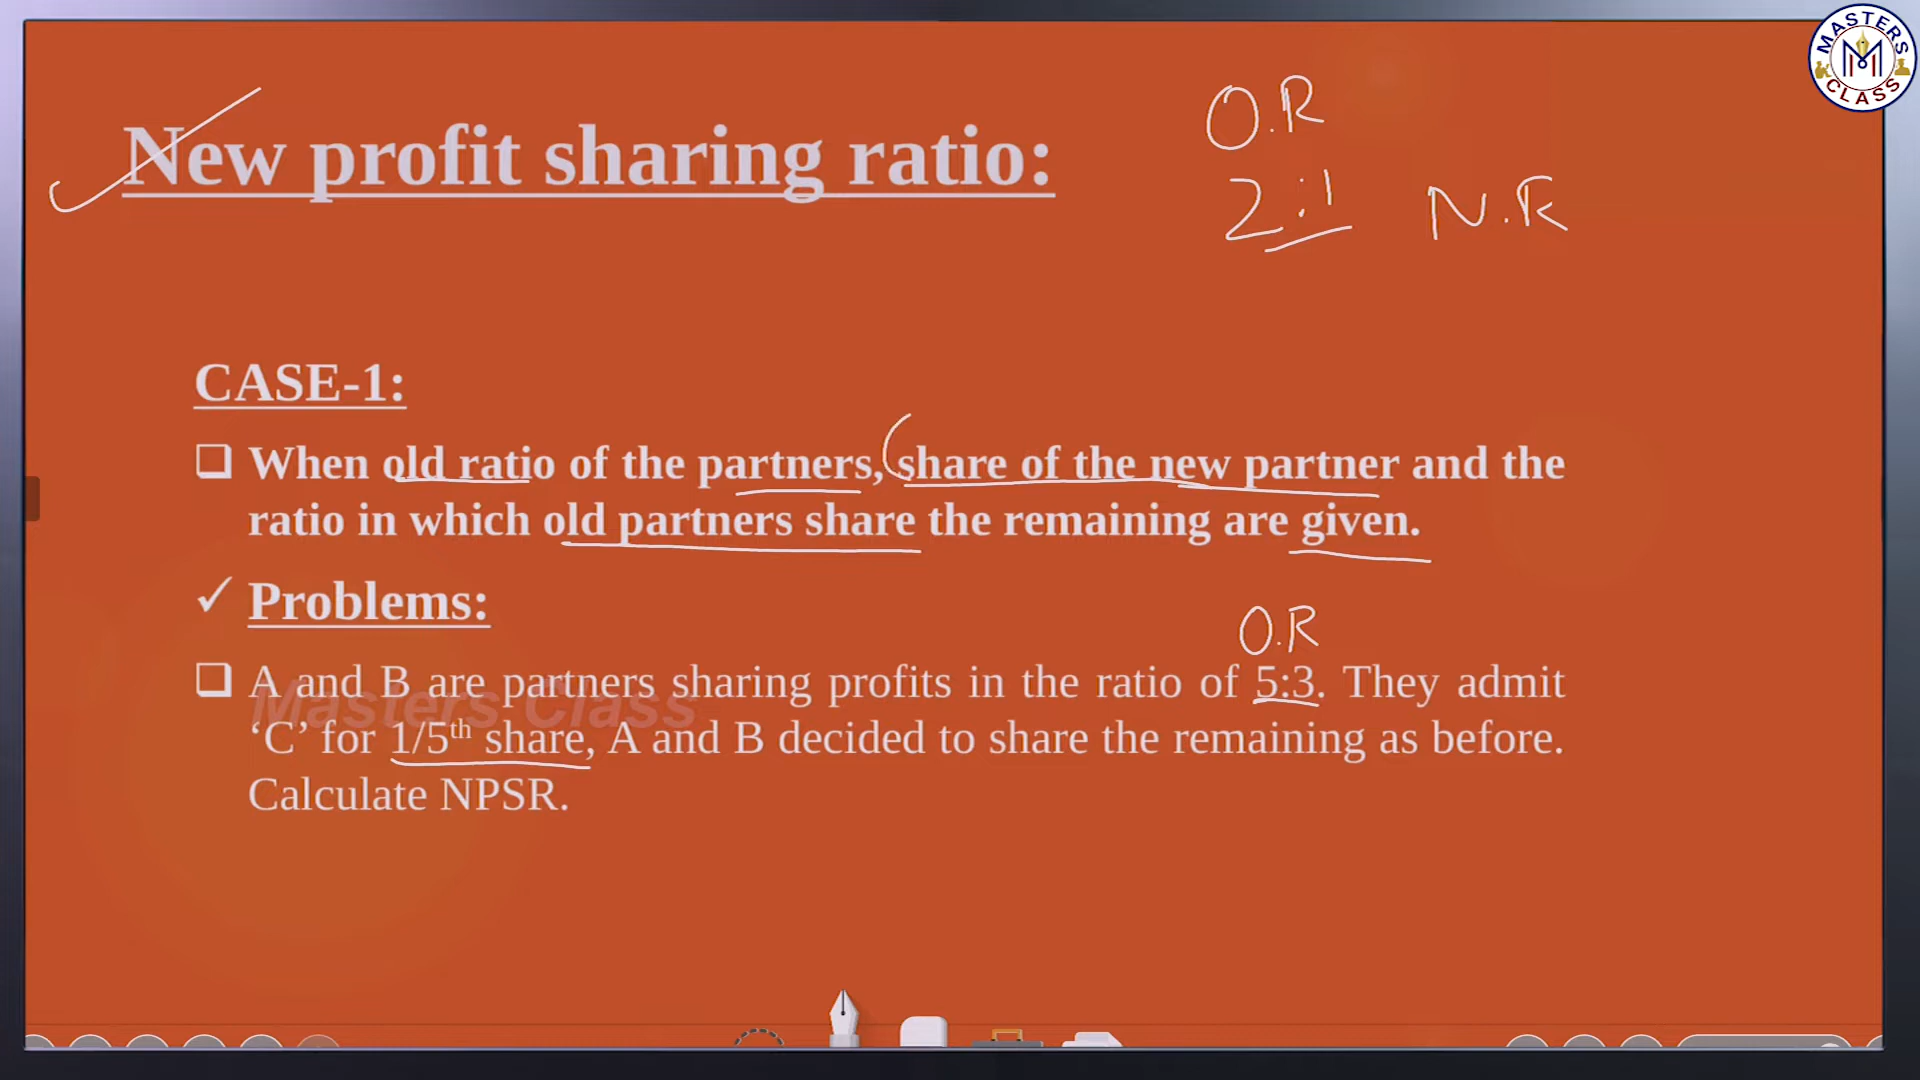 MASTERS CLASS
O.R
New profit sharing ratio:
2:1 N.R
CASE-1:
❑ When old ratio of the partners, (share of the new partner and the
ratio in which old partners share the remaining are given.
✓ Problems:
O.R
❑ A and B are partners sharing profits in the ratio of 5:3. They admit
Masters Class
‘C’ for 1/5th share, A and B decided to share the remaining as before.
Calculate NPSR.